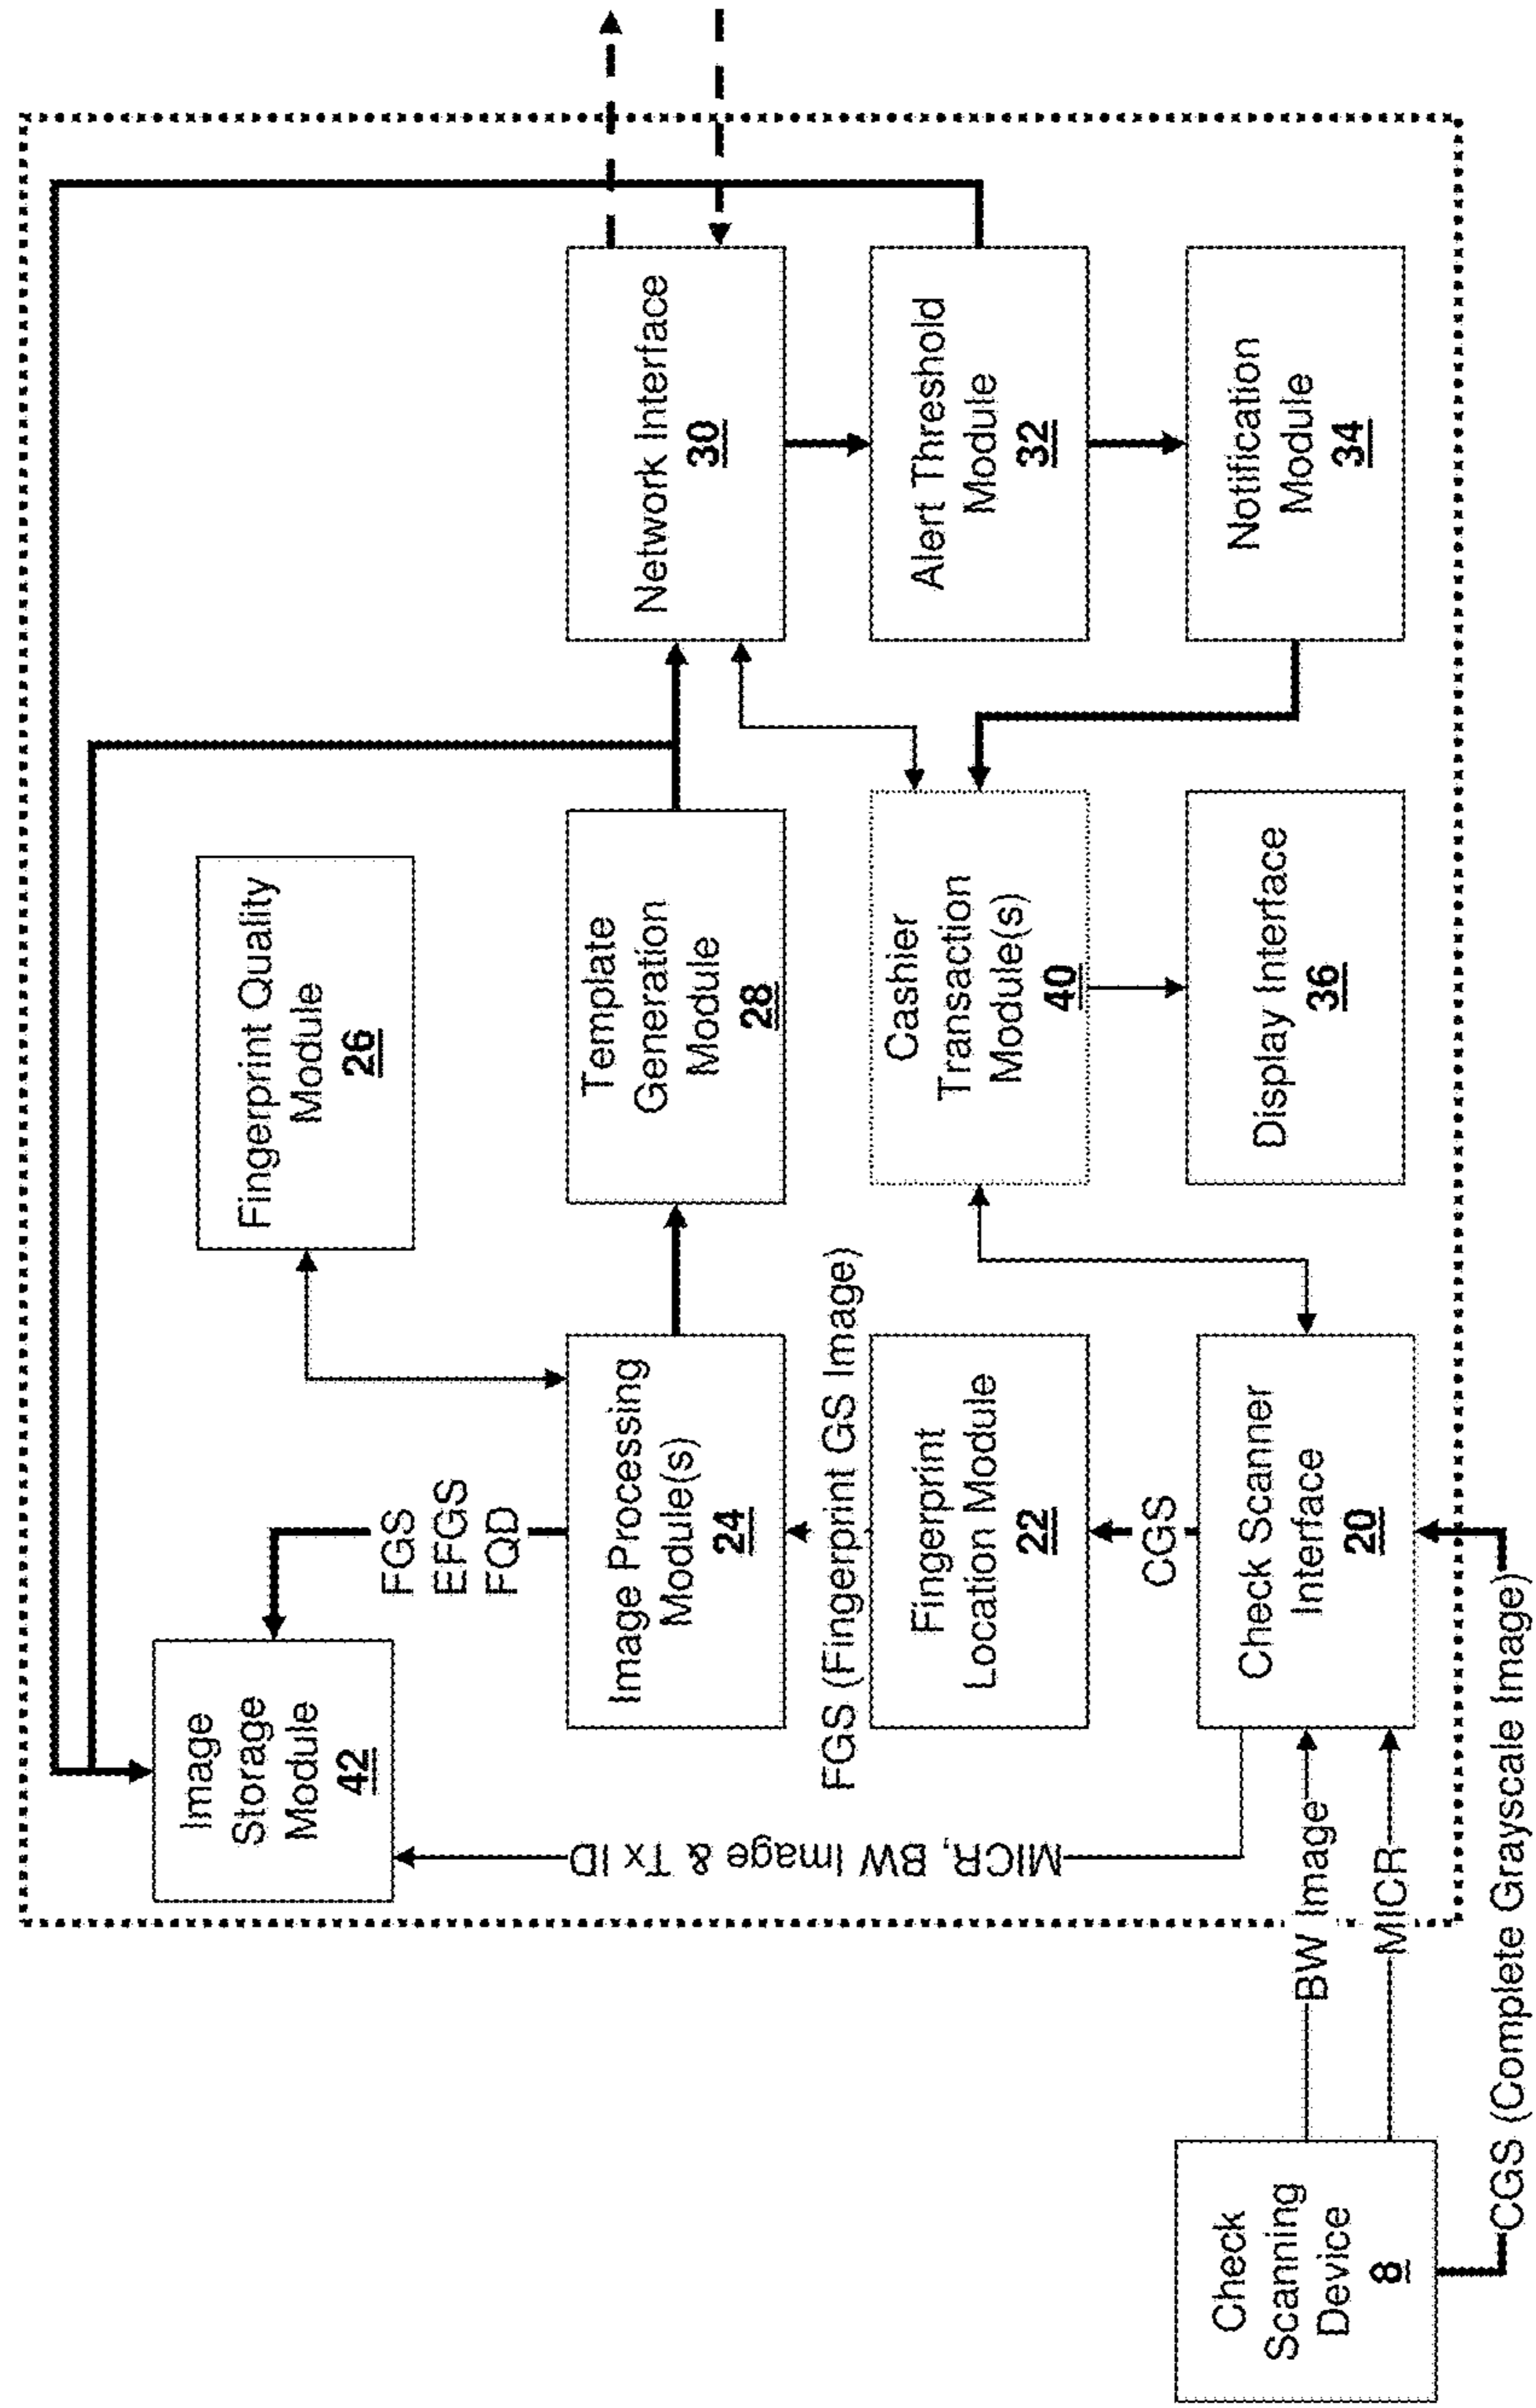 Image
Storage
Module
42
Fingerprint Quality
Module
26
FGS
EFGS
FQD
MICR, BW Image & Tx ID
Image Processing
Module(s)
24
Template
Generation
Module
28
Network Interface
30
FGS (Fingerprint GS Image)
Fingerprint
Location Module
22
Cashier
Transaction
Module(s)
40
Alert Threshold
Module
32
CGS
Check
Scanning
Device
8
BW Image
MICR
Check Scanner
Interface
20
Display Interface
36
Notification
Module
34
CGS (Complete Grayscale Image)